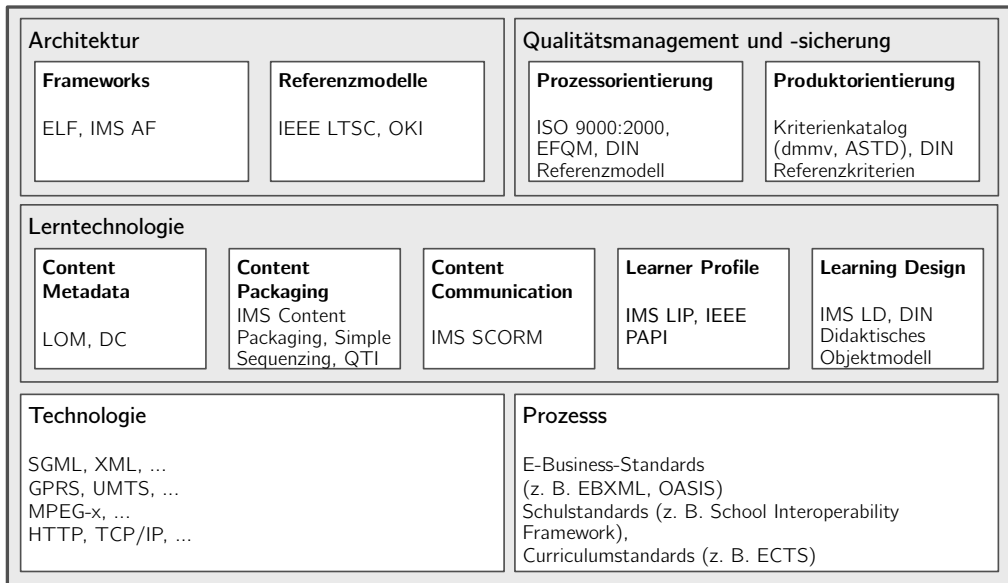 Architektur
Frameworks
ELF, IMS AF
Referenzmodelle
IEEE LTSC, OKI
Qualitätsmanagement und -sicherung
Prozessorientierung
ISO 9000:2000,
EFQM, DIN
Referenzmodell
Produktorientierung
Kriterienkatalog
(dmmv, ASTD), DIN
Referenzkriterien
Lerntechnologie
Content
Metadata
LOM, DC
Content
Packaging
IMS Content
Packaging, Simple
Sequenzing, QTI
Content
Communication
IMS SCORM
Learner Profile
IMS LIP, IEEE
PAPI
Learning Design
IMS LD, DIN
Didaktisches
Objektmodell
Technologie
SGML, XML, ...
GPRS, UMTS, ...
MPEG-x, ...
HTTP, TCP/IP, ...
Prozesss
E-Business-Standards
(z. B. EBXML, OASIS)
Schulstandards (z. B. School Interoperability
Framework),
Curriculumstandards (z. B. ECTS)